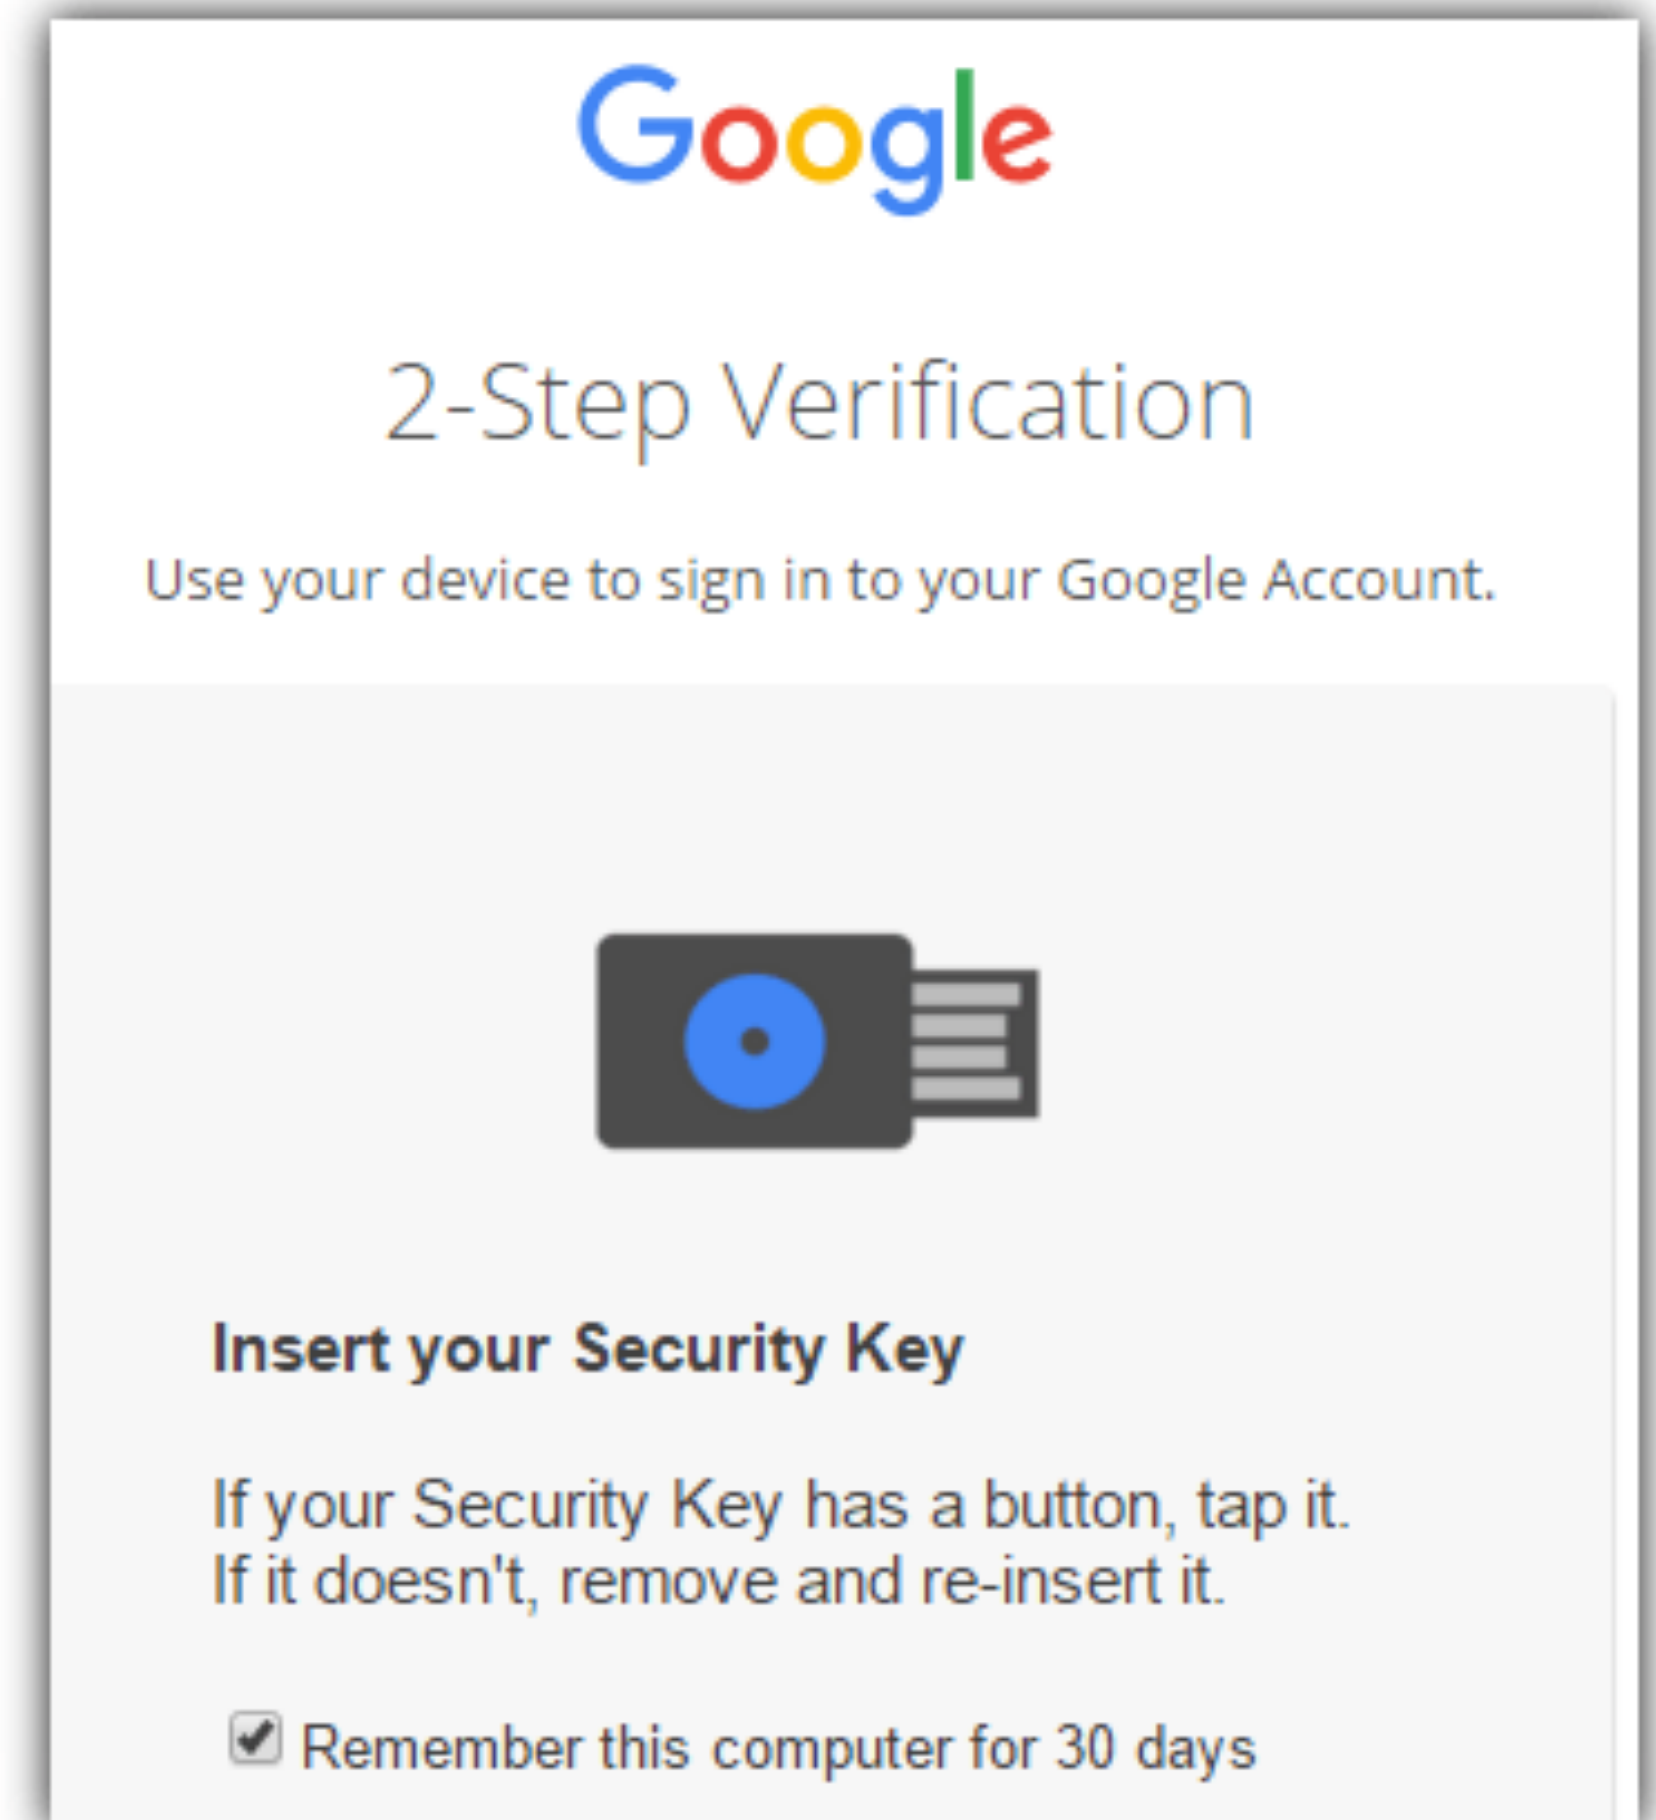 Google
2-Step Verification
Use your device to sign in to your Google Account.
Insert your Security Key
If your Security Key has a button, tap it.
If it doesn't, remove and re-insert it.
Remember this computer for 30 days